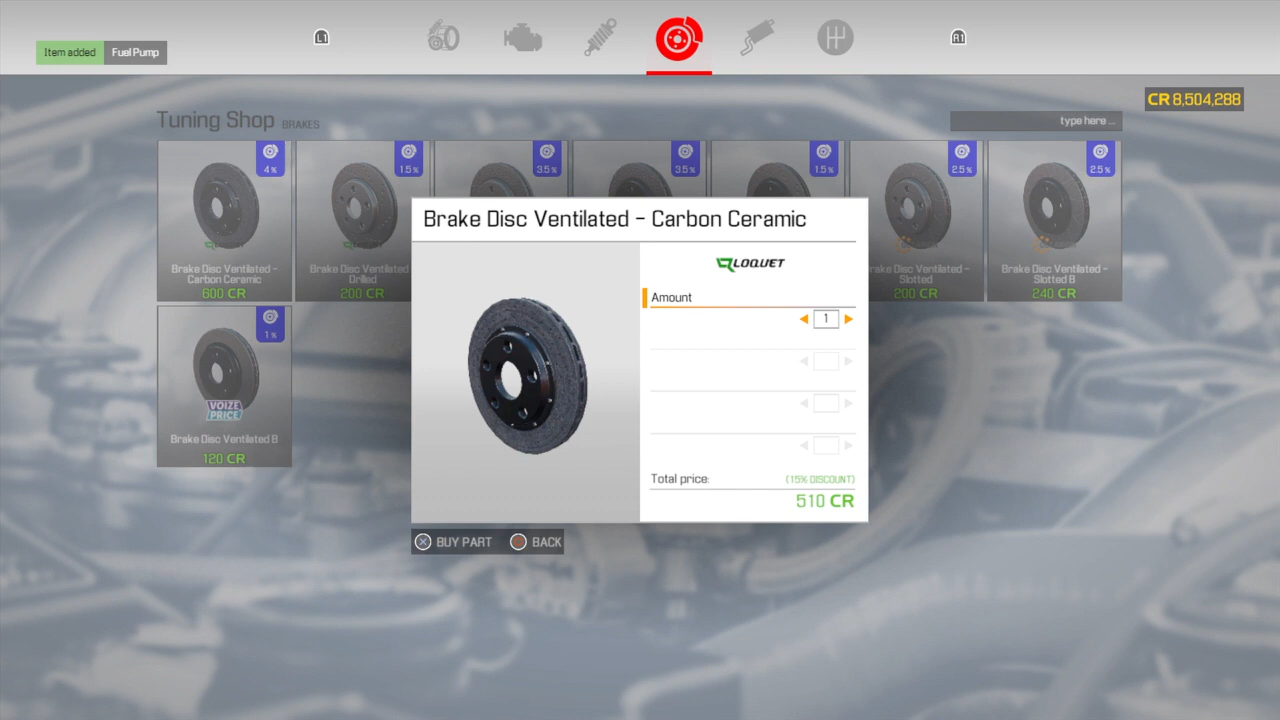 L1
R1
Item added
Fuel Pump
CR 8,504,288
Tuning Shop BRAKES
type here ...
4%
1.5%
3.5%
3.5%
1.5%
2.5%
2.5%
Brake Disc Ventilated -
Carbon Ceramic
600 CR
Brake Disc Ventilated
Drilled
200 CR
Brake Disc Ventilated - Carbon Ceramic
LOQUET
Amount
1
Total price:
(15% DISCOUNT)
510 CR
rake Disc Ventilated -
Slotted
200 CR
Brake Disc Ventilated -
Slotted B
240 CR
1%
VOIZE
PRICE
Brake Disc Ventilated B
120 CR
BUY PART
BACK